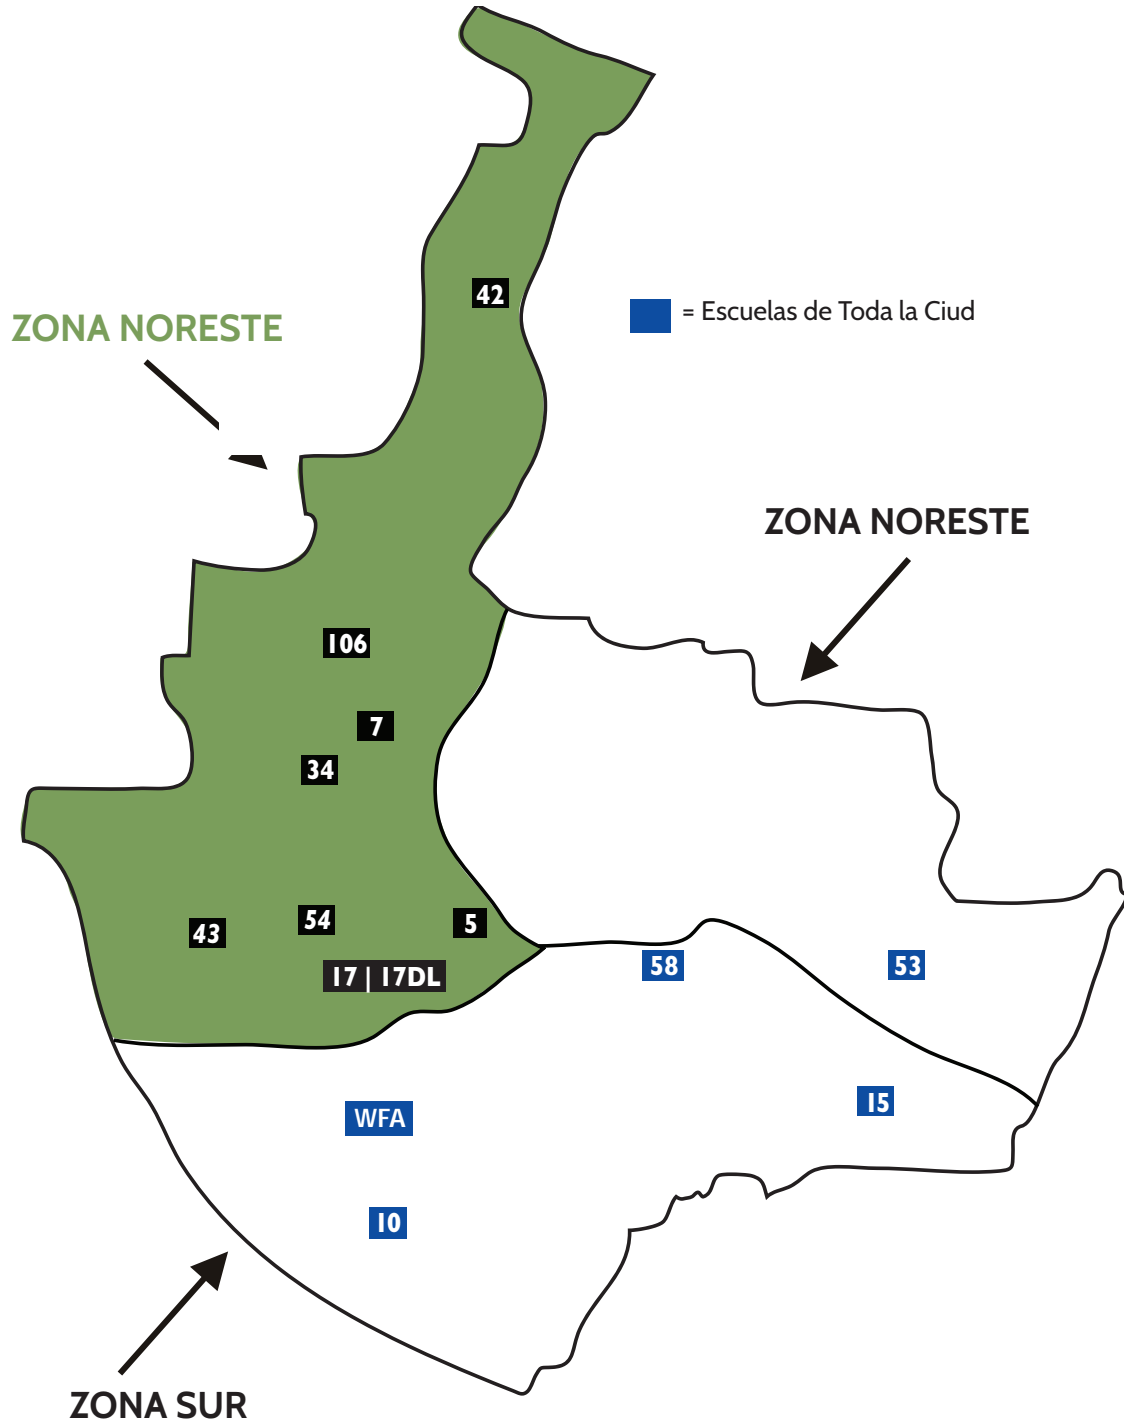 42
= Escuelas de Toda la Ciud
ZONA NORESTE
ZONA NORESTE
106
7
34
43
54
5
17 | 17DL
58
53
WFA
15
10
ZONA SUR